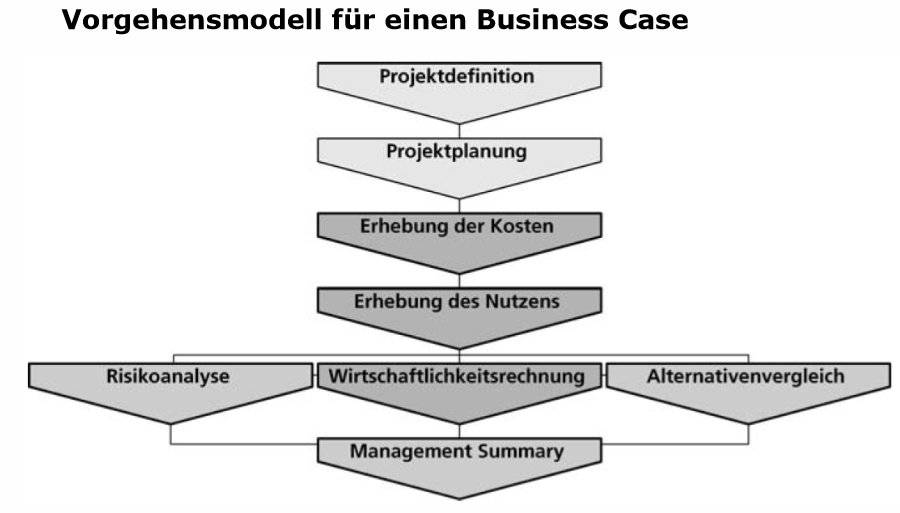 Vorgehensmodell für einen Business Case
Projektdefinition
Projektplanung
Erhebung der Kosten
Erhebung des Nutzens
Risikoanalyse
Wirtschaftlichkeitsrechnung
Alternativenvergleich
Management Summary